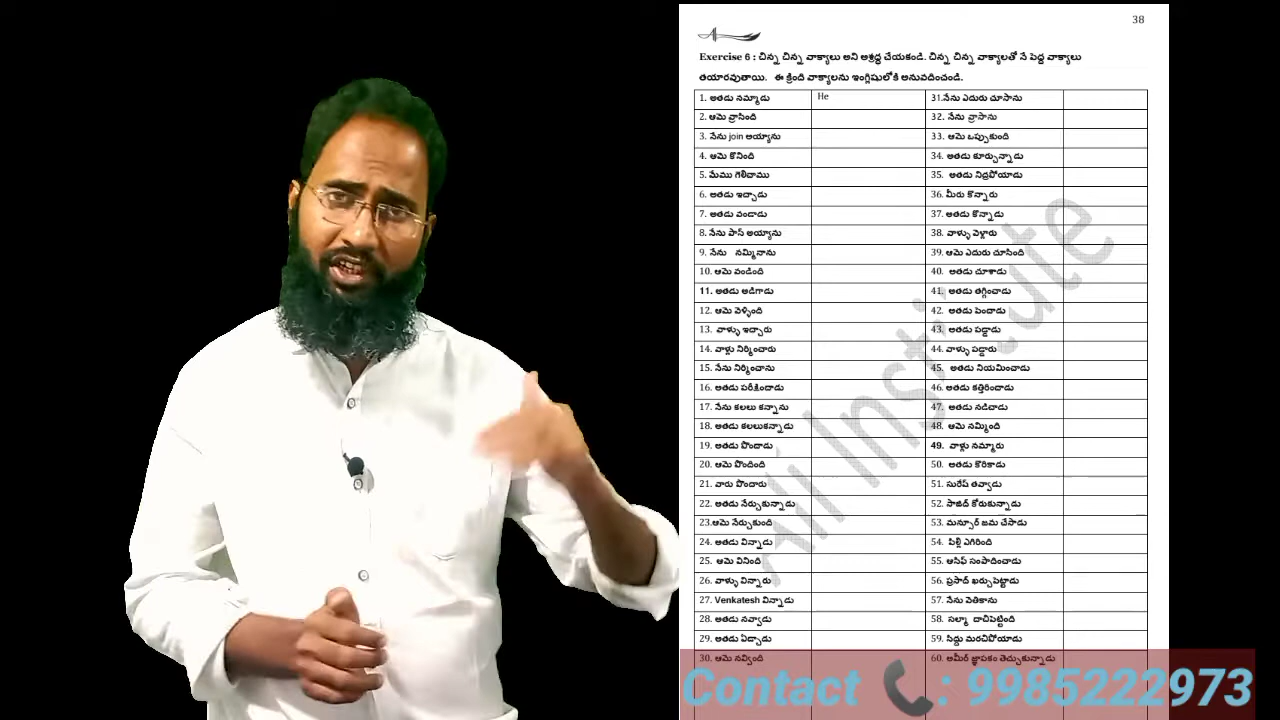 38
Exercise 6 : చిన్న చిన్న వాక్యాలు అని అశ్రద్ధ చేయకండి. చిన్న చిన్న వాక్యాలతో నే పెద్ద వాక్యాలు
తయారవుతాయి. ఈ క్రింది వాక్యాలను ఇంగ్లిషులోకి అనువదించండి.
1. అతడు నమ్మాడు He 31.నేను ఎదురు చూసాను
2. ఆమె వ్రాసింది 32. నేను వ్రాసాను
3. నేను join అయ్యాను 33. ఆమె ఒప్పుకుంది
4. ఆమె కొనింది 34. అతడు కూర్చున్నాడు
5. మేము గెలిచాము 35. అతడు నిద్రపోయాడు
6. అతడు ఇచ్చాడు 36. మీరు కొన్నారు
7. అతడు వండాడు 37. అతడు కొన్నాడు
8. నేను పాస్ అయ్యాను 38. వాళ్ళు వెళ్లారు
9. నేను నమ్మినాను 39. ఆమె ఎదురు చూసింది
10. ఆమె వండింది 40. అతడు చూశాడు
11. అతడు అడిగాడు 41. అతడు తగ్గించాడు
12. ఆమె వెళ్ళింది 42. అతడు పెందాడు
13. వాళ్ళు ఇచ్చారు 43. అతడు పడ్డాడు
14. వాళ్లు నిర్మించారు 44. వాళ్ళు పడ్డారు
15. నేను నిర్మించాను 45. అతడు నియమించాడు
16. అతడు పరీక్షించాడు 46. అతడు కత్తిరించాడు
17. నేను కలలు కన్నాను 47. అతడు నడిచాడు
18. అతడు కలలుకన్నాడు 48. ఆమె నమ్మింది
19. అతడు పొందాడు 49. వాళ్లు నమ్మారు
20. ఆమె పొందింది 50. అతడు కొరికాడు
21. వారు పొందారు 51. సురేష్ తవ్వాడు
22. అతడు నేర్చుకున్నాడు 52. సాజిద్ కోరుకున్నాడు
23.ఆమె నేర్చుకుంది 53. మన్సూర్ జమ చేసాడు
24. అతడు విన్నాడు 54. పిల్లి ఎగిరింది
25. ఆమె వినింది 55. ఆసిఫ్ సంపాదించాడు
26. వాళ్ళు విన్నారు 56. ప్రసాద్ ఖర్చుపెట్టాడు
27. Venkatesh విన్నాడు 57. నేను వెతికాను
28. అతడు నవ్వాడు 58. సల్మా దాచిపెట్టింది
29. అతడు ఏడ్చాడు 59. సిద్దు మరచిపోయాడు
30. ఆమె నవ్వింది 60. అమీర్ జ్ఞాపకం తెచ్చుకున్నాడు
Ali Institute
Contact : 9985222973